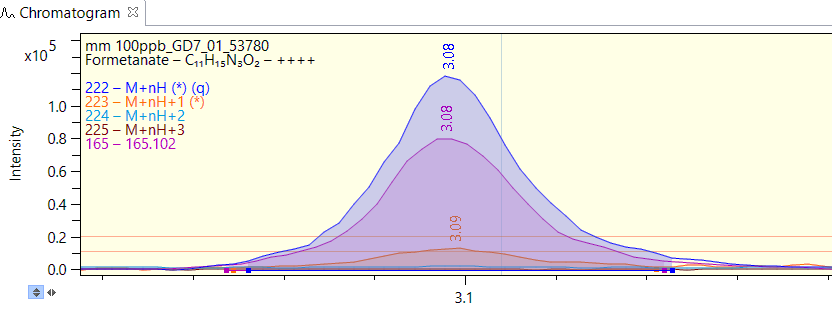 Chromatogram
x10⁵
mm 100ppb_GD7_01_53780
Formetanate – C₁₁H₁₅N₃O₂ – ++++
222 – M+nH (*) (q)
223 – M+nH+1 (*)
224 – M+nH+2
225 – M+nH+3
165 – 165.102
3.08
3.08
3.09
Intensity
1.0
0.8
0.6
0.4
0.2
0.0
3.1